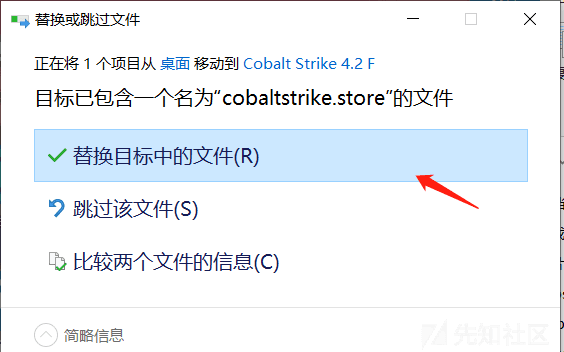 替换或跳过文件
正在将 1 个项目从 桌面 移动到 Cobalt Strike 4.2 F
目标已包含一个名为“cobaltstrike.store”的文件
替换目标中的文件(R)
跳过该文件(S)
比较两个文件的信息(C)
简略信息
先知社区